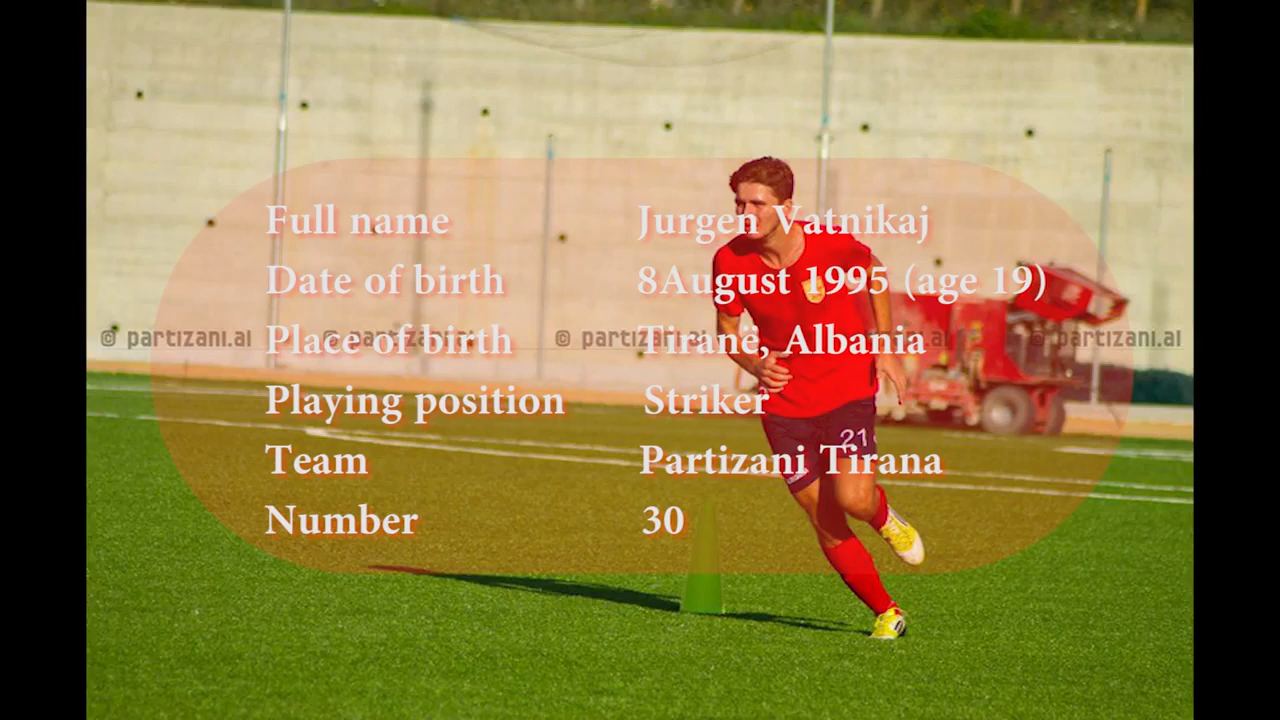 Full name Jurgen Vatnikaj
Date of birth 8August 1995 (age 19)
© partizani.al © partizani.al © partizani.al © partizani.al © partizani.al
Place of birth Tiranë, Albania
Playing position Striker
21
Team Partizani Tirana
Number 30